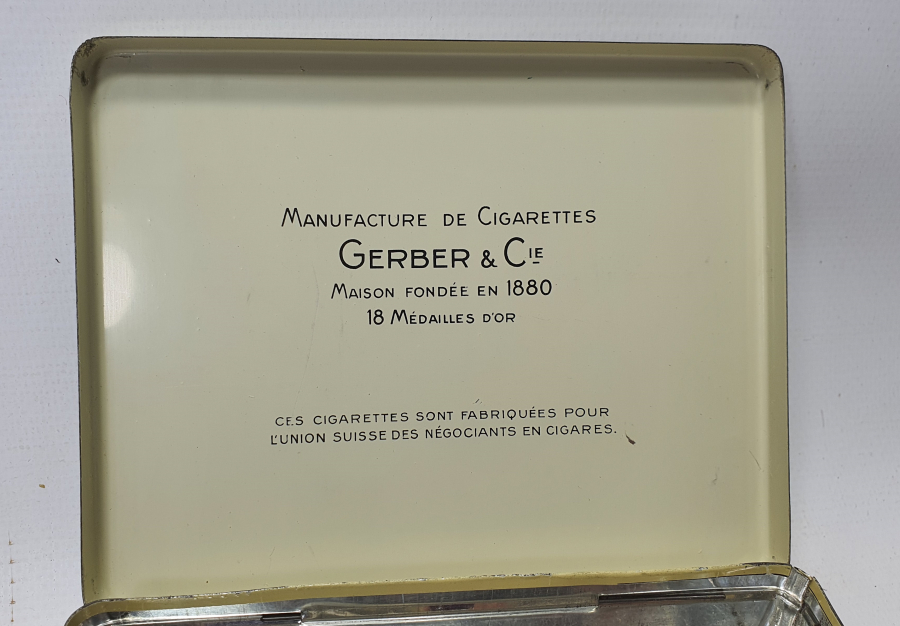 Manufacture de Cigarettes
Gerber & Cie
Maison fondée en 1880
18 Médailles d'or
CES CIGARETTES SONT FABRIQUÉES POUR
L'UNION SUISSE DES NÉGOCIANTS EN CIGARES.